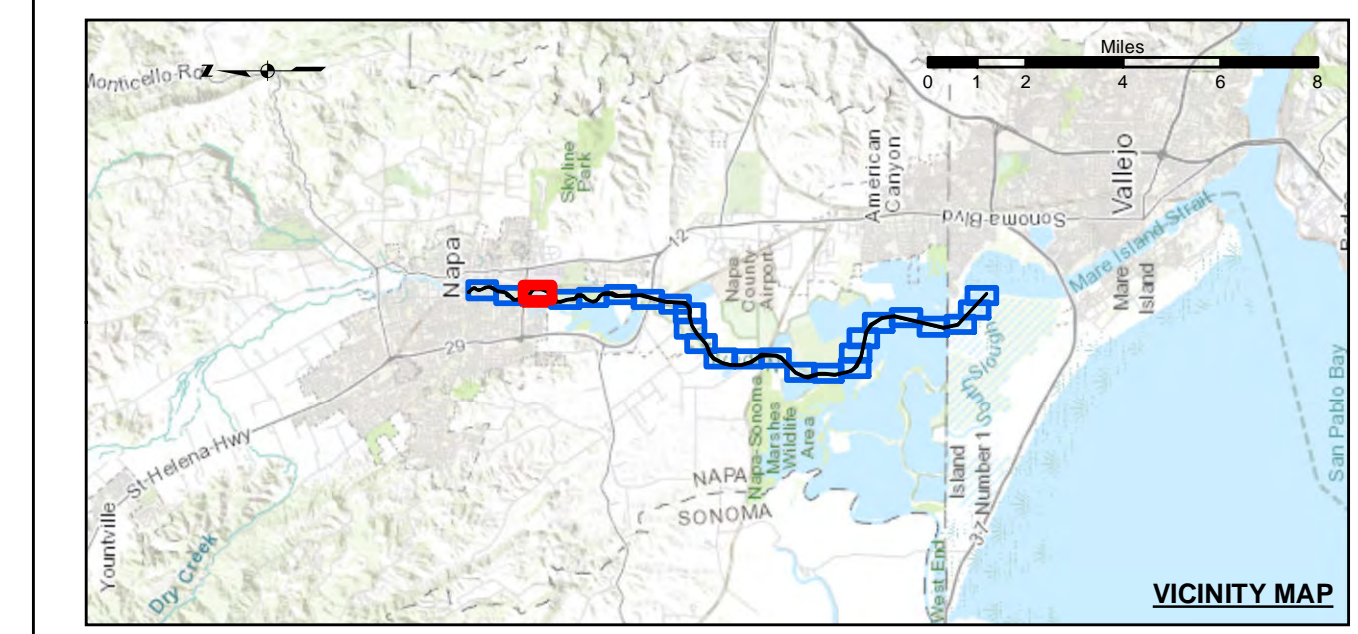 Miles
0 1 2 4 6 8
Z
Monticello Rd
Skyline
Park
American
Canyon
Vallejo
Sonoma-Blvd
Mare Island Strait
Mare
Island
12
Napa
County
Airport
Napa
29
South Slough
Napa-Sonoma
Marshes
Wildlife
Area
NAPA
SONOMA
St-Helena-Hwy
Yountville
Dry Creek
Island
Number 1
37
West End
San Pablo Bay
VICINITY MAP